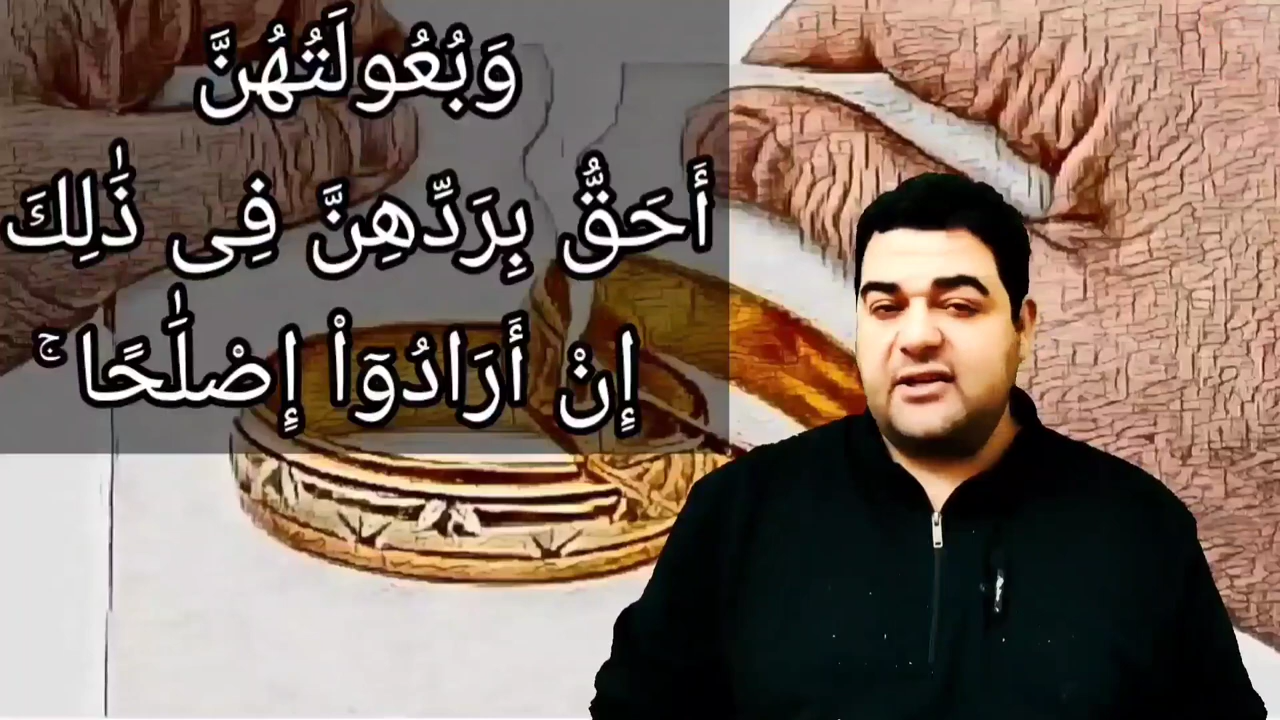 وَبُعُولَتُهُنَّ
أَحَقُّ بِرَدِّهِنَّ فِى ذَٰلِكَ
إِنْ أَرَادُوٓا۟ إِصْلَٰحًا ۚ